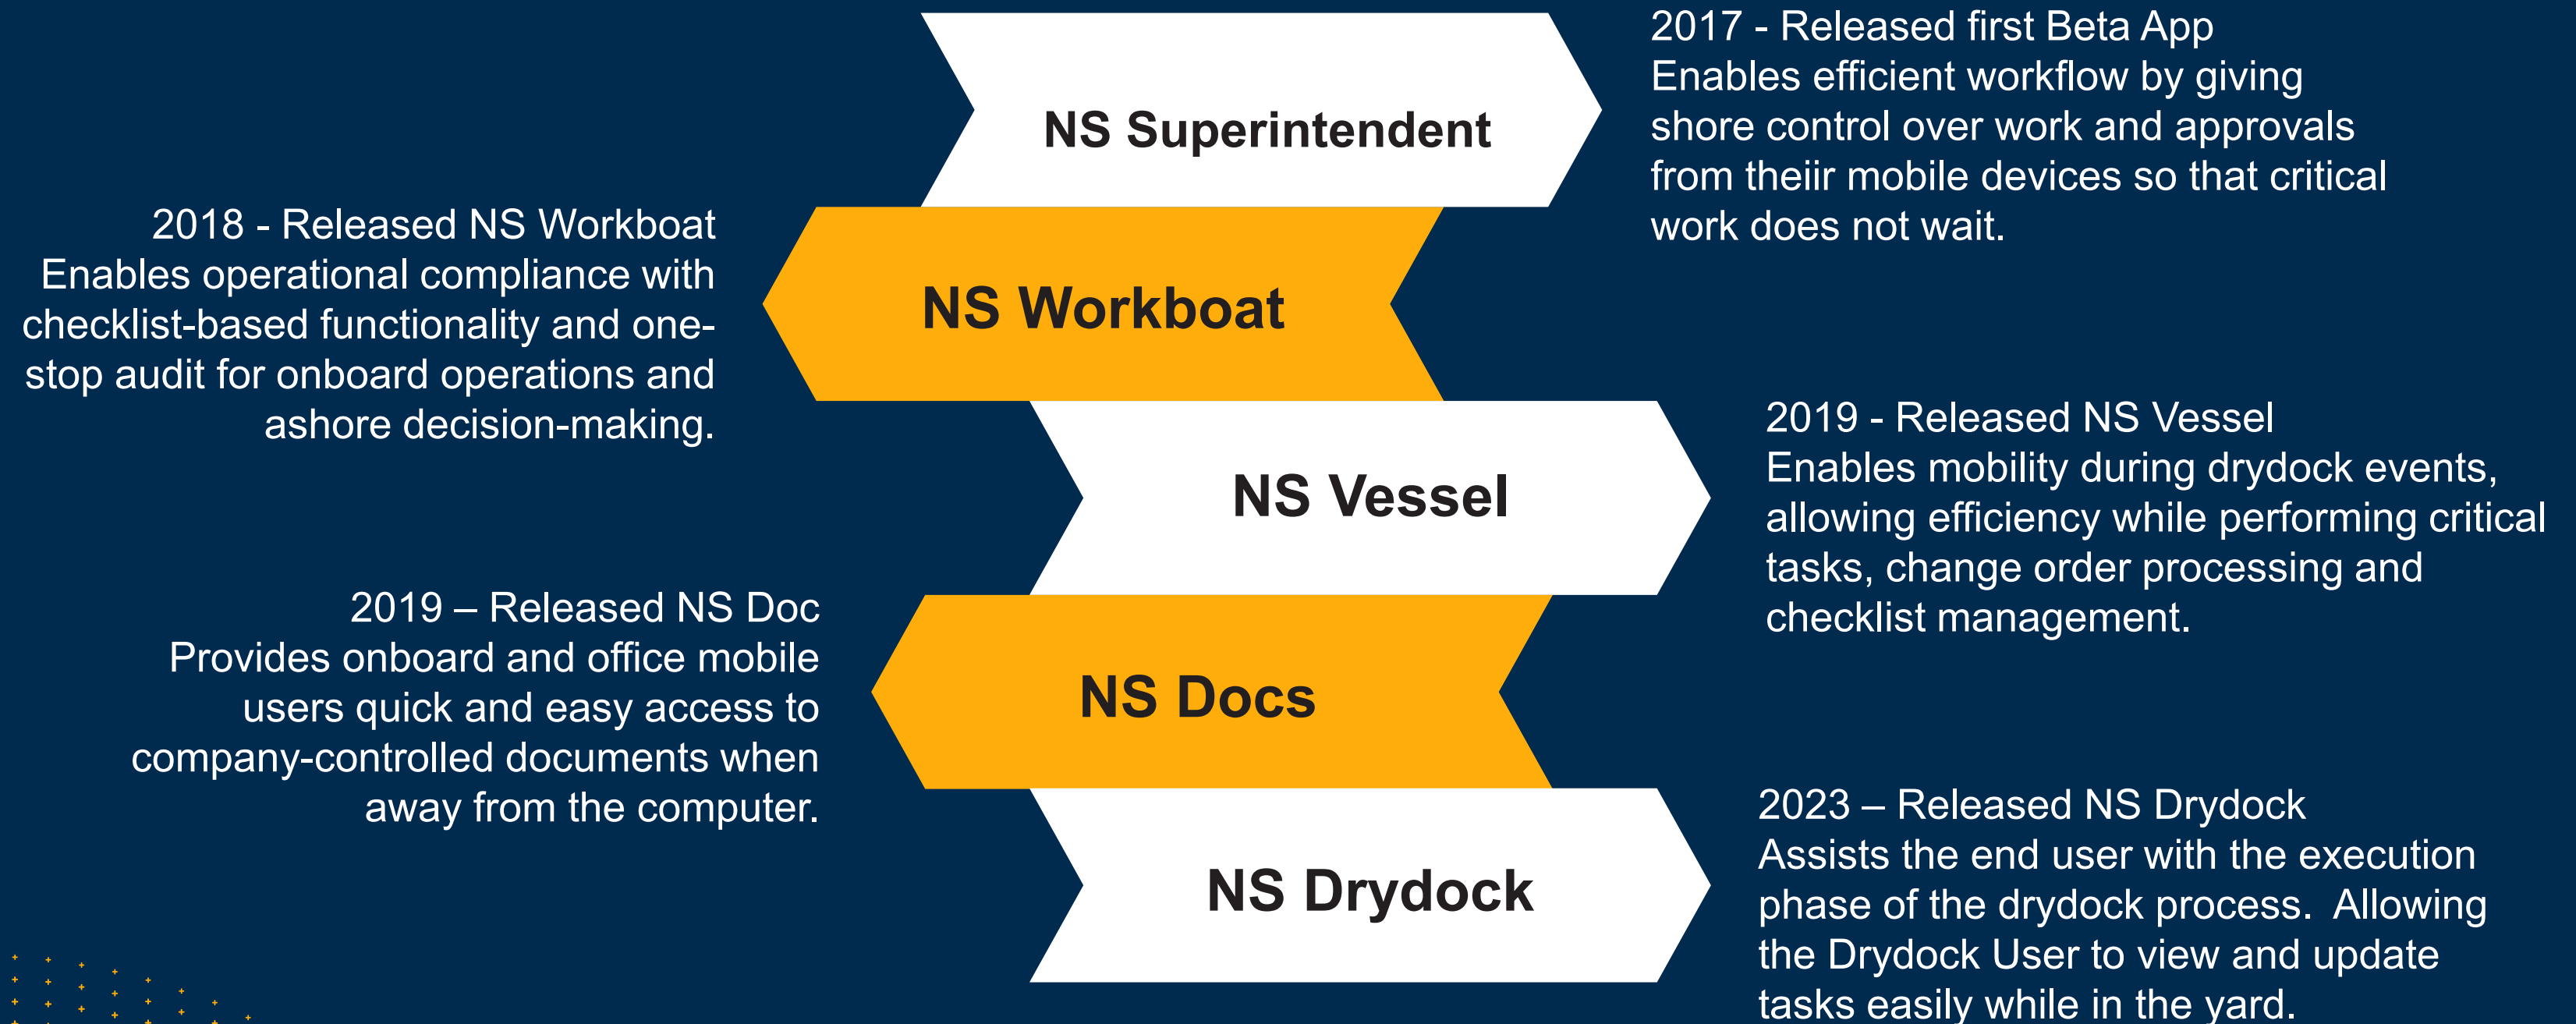 NS Superintendent
2017 - Released first Beta App
Enables efficient workflow by giving
shore control over work and approvals
from theiir mobile devices so that critical
work does not wait.
2018 - Released NS Workboat
Enables operational compliance with
checklist-based functionality and one-
stop audit for onboard operations and
ashore decision-making.
NS Workboat
NS Vessel
2019 - Released NS Vessel
Enables mobility during drydock events,
allowing efficiency while performing critical
tasks, change order processing and
checklist management.
2019 – Released NS Doc
Provides onboard and office mobile
users quick and easy access to
company-controlled documents when
away from the computer.
NS Docs
NS Drydock
2023 – Released NS Drydock
Assists the end user with the execution
phase of the drydock process.  Allowing
the Drydock User to view and update
tasks easily while in the yard.